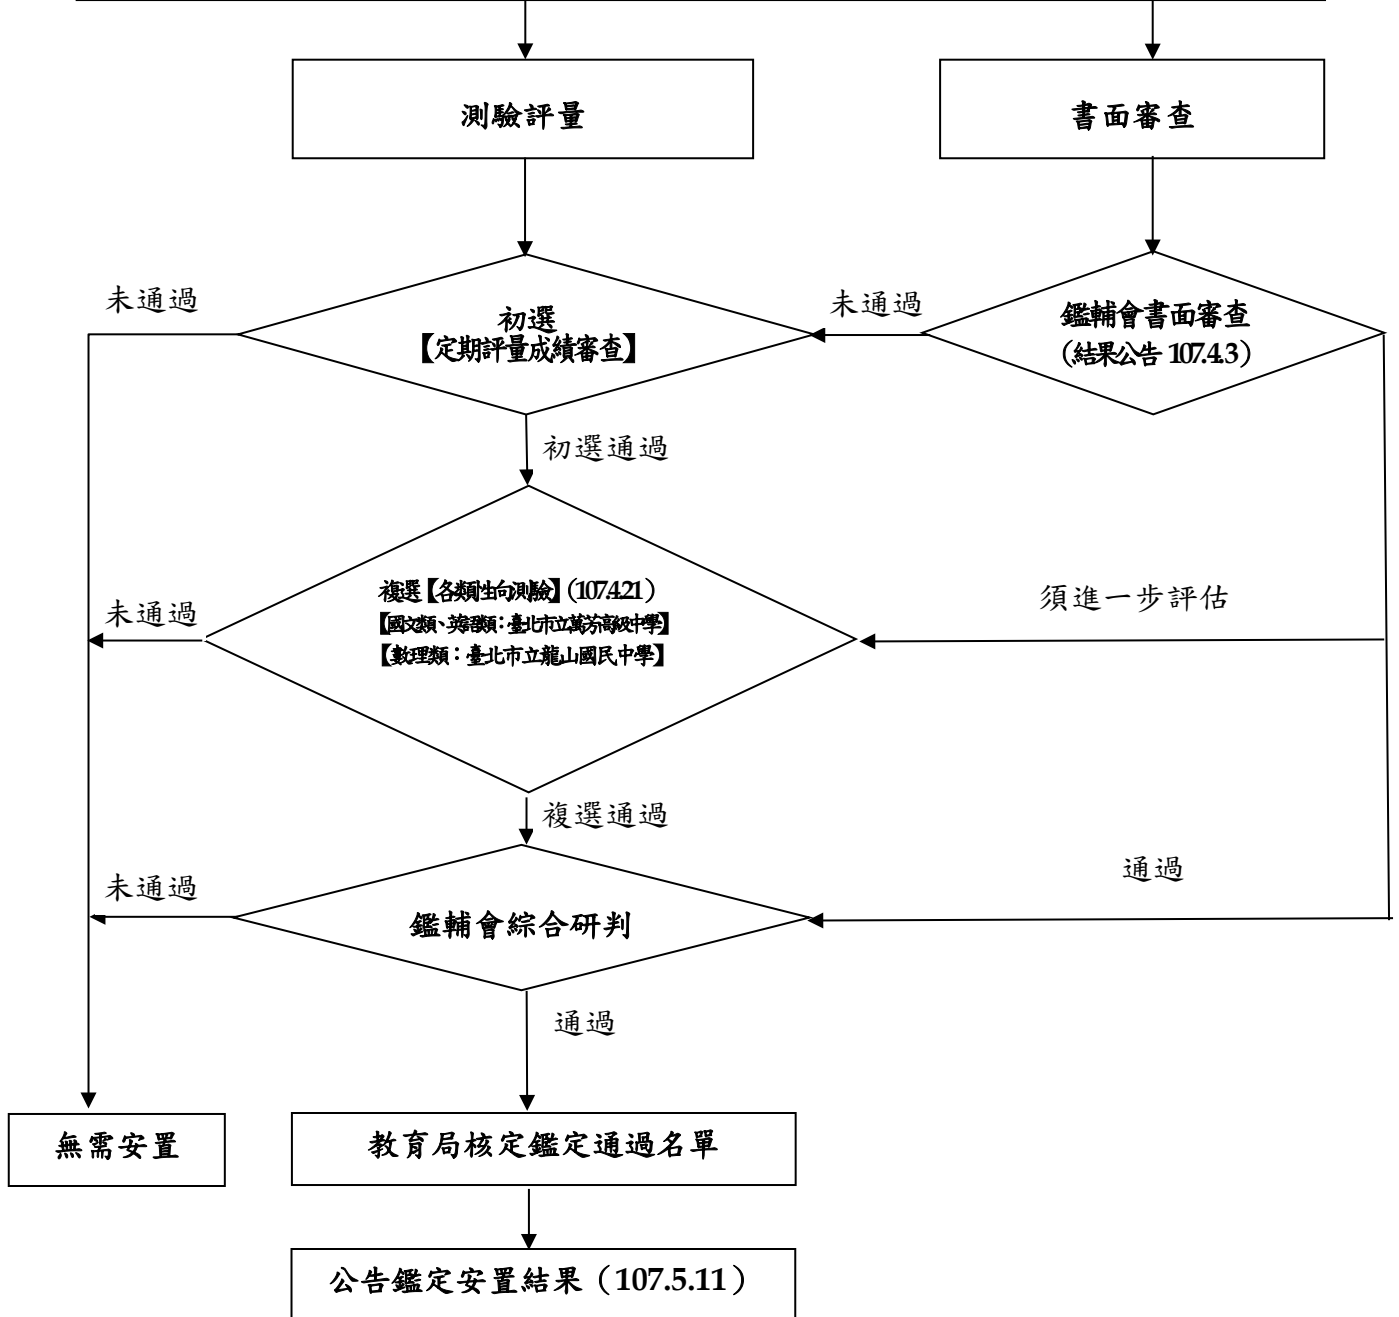 測驗評量
書面審查
未通過
初選
【定期評量成績審查】
未通過
鑑輔會書面審查
（結果公告 107.4.3）
初選通過
複選【各類性向測驗】（107.4.21）
【國文類、英語類：臺北市立萬芳高級中學】
【數理類：臺北市立龍山國民中學】
未通過
須進一步評估
複選通過
未通過
鑑輔會綜合研判
通過
通過
無需安置
教育局核定鑑定通過名單
公告鑑定安置結果（107.5.11）